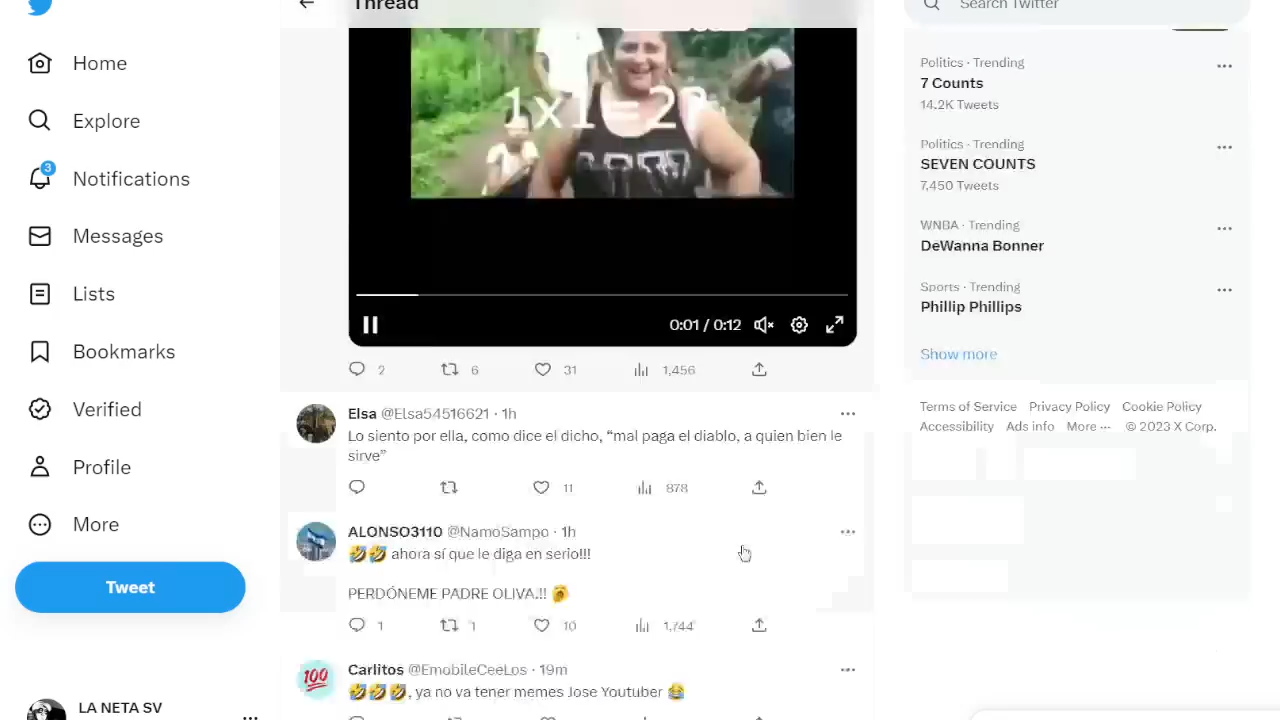 Thread
Search Twitter
Home
Explore
3
Notifications
Messages
Lists
Bookmarks
Verified
Profile
More
Tweet
LA NETA SV
1x1=2?
0:01 / 0:12
2 6 31 1,456
Elsa @Elsa54516621 · 1h
Lo siento por ella, como dice el dicho, “mal paga el diablo, a quien bien le
sirve”
11 878
ALONSO3110 @NamoSampo · 1h
🤣🤣 ahora sí que le diga en serio!!!
PERDÓNEME PADRE OLIVA.!!
1 1 10 1,744
100
Carlitos @EmobileCeeLos · 19m
🤣🤣🤣, ya no va tener memes Jose Youtuber 😂
Politics · Trending
7 Counts
14.2K Tweets
Politics · Trending
SEVEN COUNTS
7,450 Tweets
WNBA · Trending
DeWanna Bonner
Sports · Trending
Phillip Phillips
Show more
Terms of Service Privacy Policy Cookie Policy
Accessibility Ads info More ··· © 2023 X Corp.